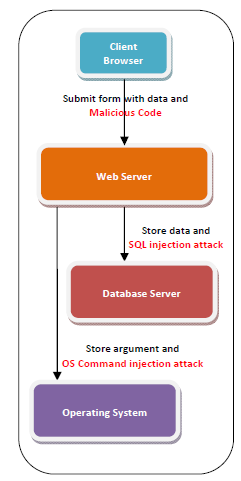 Client
Browser
Submit form with data and
Malicious Code
Web Server
Store data and
SQL injection attack
Database Server
Store argument and
OS Command injection attack
Operating System